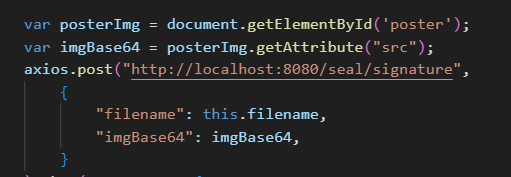 var posterImg = document.getElementById('poster');
var imgBase64 = posterImg.getAttribute("src");
axios.post("http://localhost:8080/seal/signature",
{
"filename": this.filename,
"imgBase64": imgBase64,
}